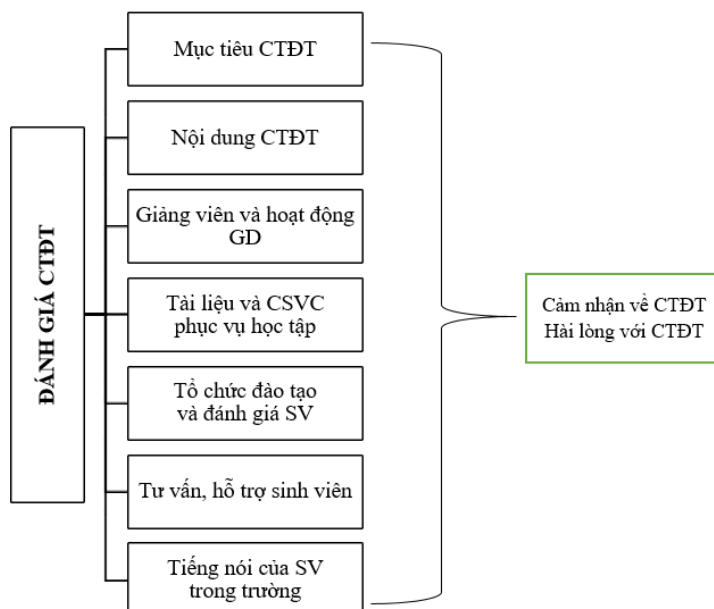 ĐÁNH GIÁ CTĐT
Mục tiêu CTĐT
Nội dung CTĐT
Giảng viên và hoạt động
GD
Tài liệu và CSVC
phục vụ học tập
Tổ chức đào tạo
và đánh giá SV
Tư vấn, hỗ trợ sinh viên
Tiếng nói của SV
trong trường
Cảm nhận về CTĐT
Hài lòng với CTĐT